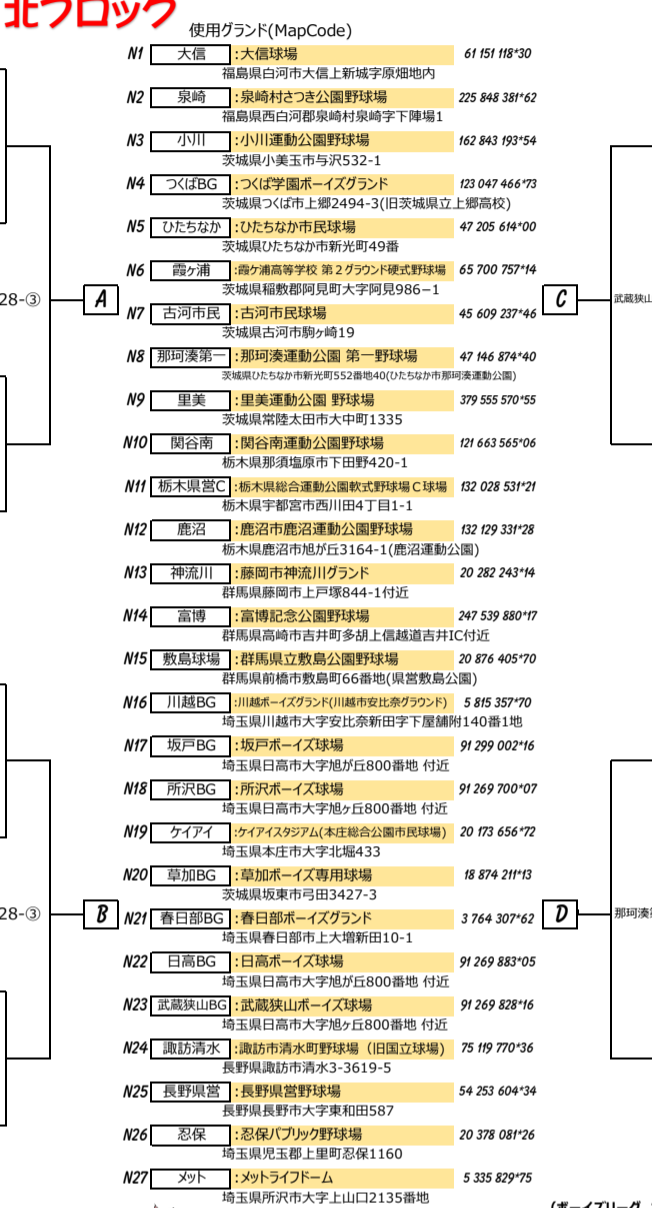 北ブロック
使用グランド(MapCode)
N1 大信 :大信球場 61 151 118*30
福島県白河市大信上新城字原畑地内
N2 泉崎 :泉崎村さつき公園野球場 225 848 381*62
福島県西白河郡泉崎村泉崎字下陣場1
N3 小川 :小川運動公園野球場 162 843 193*54
茨城県小美玉市与沢532-1
N4 つくばBG :つくば学園ボーイズグランド 123 047 466*73
茨城県つくば市上郷2494-3(旧茨城県立上郷高校)
N5 ひたちなか :ひたちなか市民球場 47 205 614*00
茨城県ひたちなか市新光町49番
N6 霞ヶ浦 :霞ケ浦高等学校 第２グラウンド硬式野球場 65 700 757*14
茨城県稲敷郡阿見町大字阿見986−1
28-③ A C 武蔵狭山
N7 古河市民 :古河市民球場 45 609 237*46
茨城県古河市駒ヶ崎19
N8 那珂湊第一 :那珂湊運動公園 第一野球場 47 146 874*40
茨城県ひたちなか市新光町552番地40(ひたちなか市那珂湊運動公園)
N9 里美 :里美運動公園 野球場 379 555 570*55
茨城県常陸太田市大中町1335
N10 関谷南 :関谷南運動公園野球場 121 663 565*06
栃木県那須塩原市下田野420-1
N11 栃木県営C :栃木県総合運動公園軟式野球場Ｃ球場 132 028 531*21
栃木県宇都宮市西川田4丁目1-1
N12 鹿沼 :鹿沼市鹿沼運動公園野球場 132 129 331*28
栃木県鹿沼市旭が丘3164-1(鹿沼運動公園)
N13 神流川 :藤岡市神流川グランド 20 282 243*14
群馬県藤岡市上戸塚844-1付近
N14 富博 :富博記念公園野球場 247 539 880*17
群馬県高崎市吉井町多胡上信越道吉井IC付近
N15 敷島球場 :群馬県立敷島公園野球場 20 876 405*70
群馬県前橋市敷島町66番地(県営敷島公園)
N16 川越BG :川越ボーイズグランド(川越市安比奈グラウンド) 5 815 357*70
埼玉県川越市大字安比奈新田字下屋舗附140番1地
N17 坂戸BG :坂戸ボーイズ球場 91 299 002*16
埼玉県日高市大字旭が丘800番地 付近
N18 所沢BG :所沢ボーイズ球場 91 269 700*07
埼玉県日高市大字旭ヶ丘800番地 付近
N19 ケイアイ :ケイアイスタジアム(本庄総合公園市民球場) 20 173 656*72
埼玉県本庄市大字北堀433
N20 草加BG :草加ボーイズ専用球場 18 874 211*13
茨城県坂東市弓田3427-3
28-③ B N21 春日部BG :春日部ボーイズグランド 3 764 307*62 D 那珂湊
埼玉県春日部市上大増新田10-1
N22 日高BG :日高ボーイズ球場 91 269 883*05
埼玉県日高市大字旭が丘800番地 付近
N23 武蔵狭山BG :武蔵狭山ボーイズ球場 91 269 828*16
埼玉県日高市大字旭ヶ丘800番地 付近
N24 諏訪清水 :諏訪市清水町野球場（旧国立球場) 75 119 770*36
長野県諏訪市清水3-3619-5
N25 長野県営 :長野県営野球場 54 253 604*34
長野県長野市大字東和田587
N26 忍保 :忍保パブリック野球場 20 378 081*26
埼玉県児玉郡上里町忍保1160
N27 メット :メットライフドーム 5 335 829*75
埼玉県所沢市大字上山口2135番地